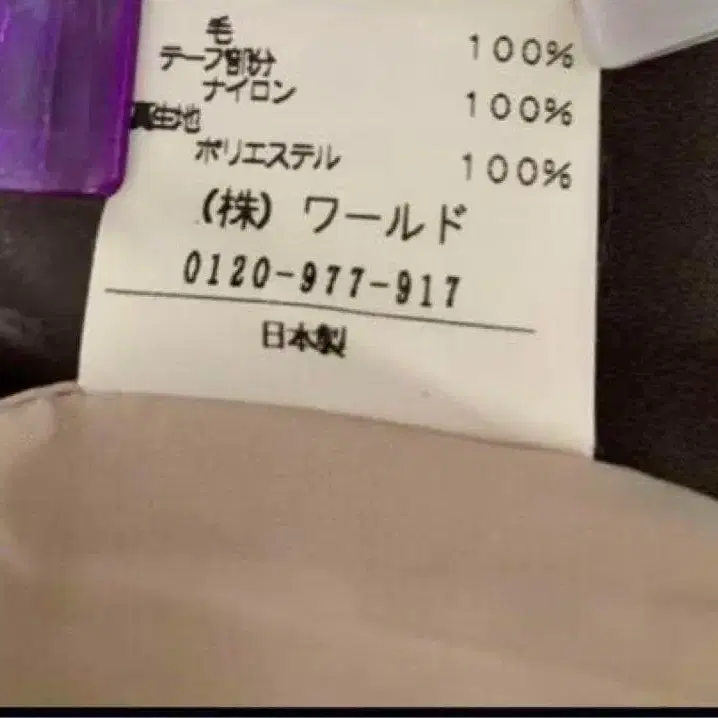 毛 100%
テープ部分
ナイロン 100%
裏生地
ポリエステル 100%
(株) ワールド
0120-977-917
日本製